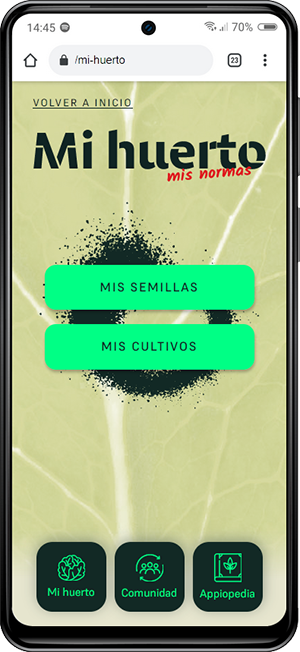 14:45 70%
/mi-huerto 23
VOLVER A INICIO
Mi huerto
mis normas
MIS SEMILLAS
MIS CULTIVOS
Mi huerto Comunidad Appiopedia